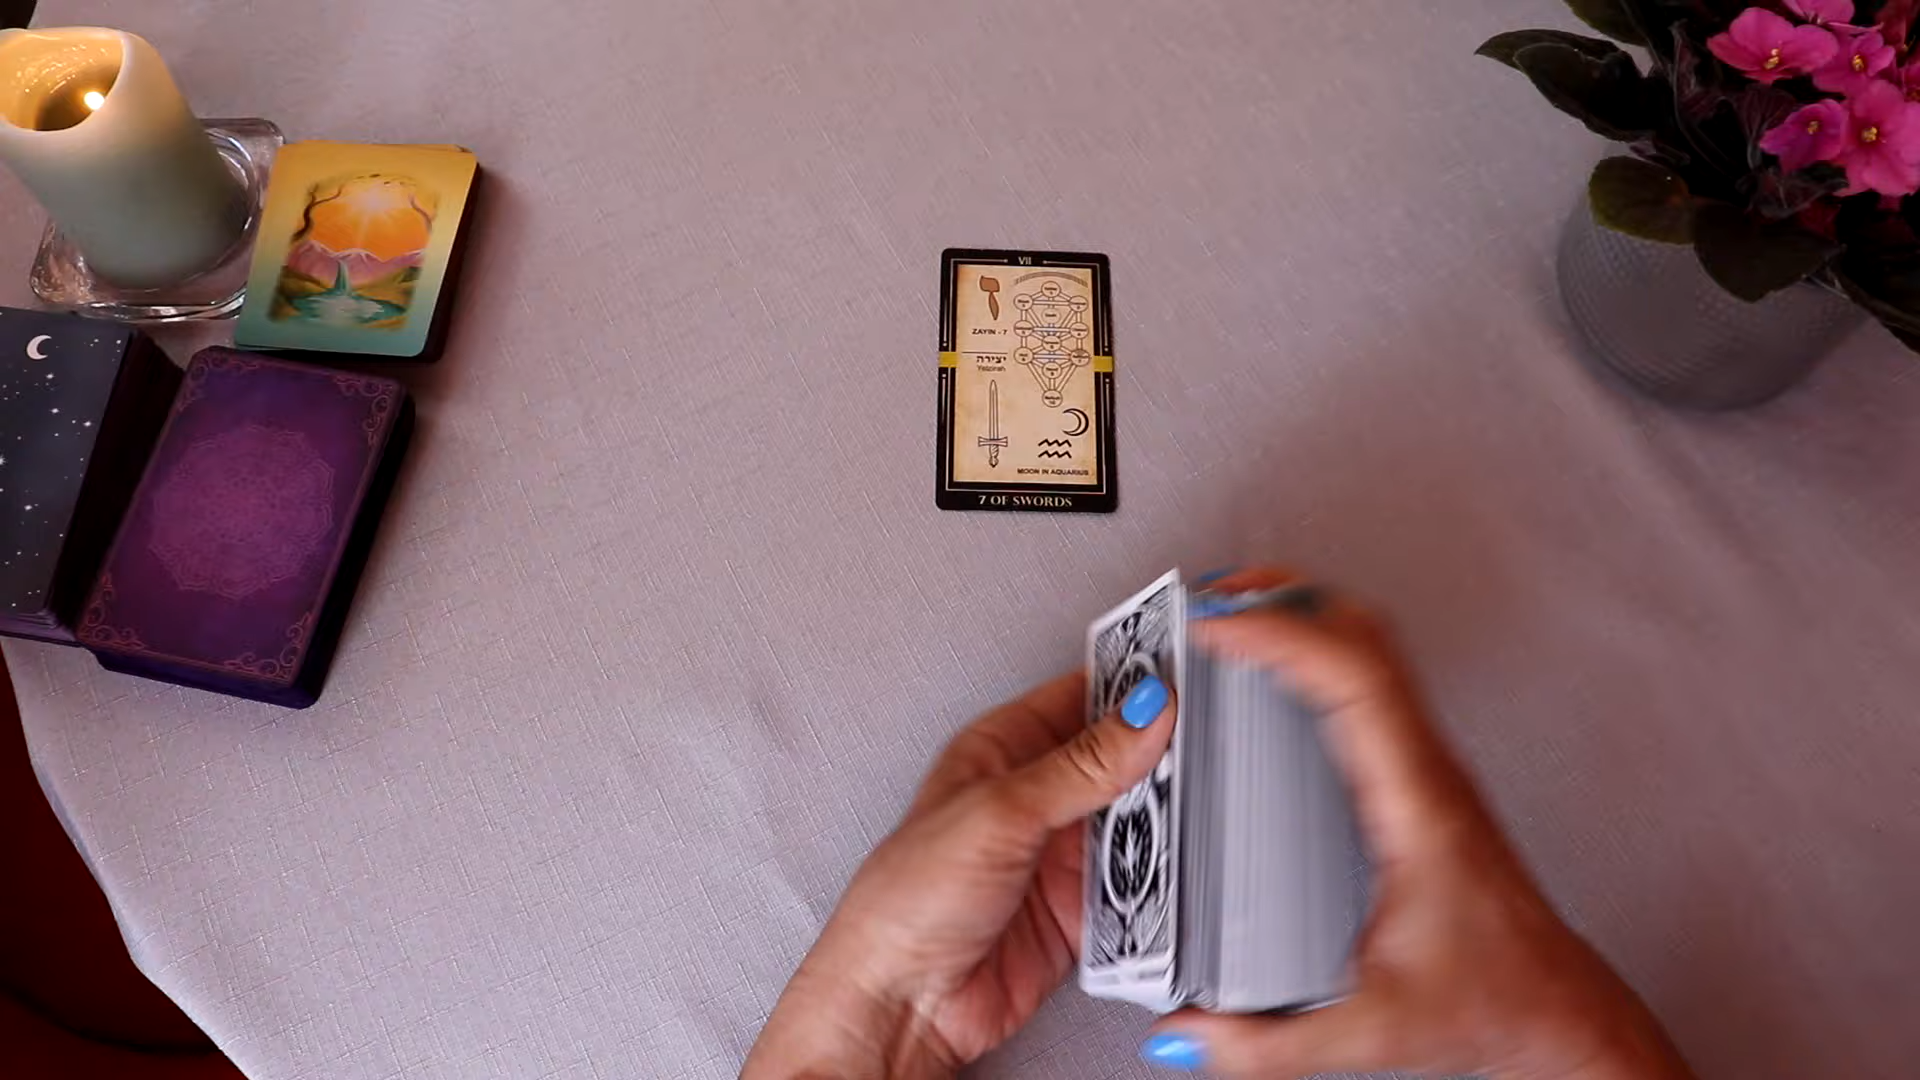 VII
ZAYIN - 7
יצירה
Yetzirah
MOON IN AQUARIUS
7 OF SWORDS